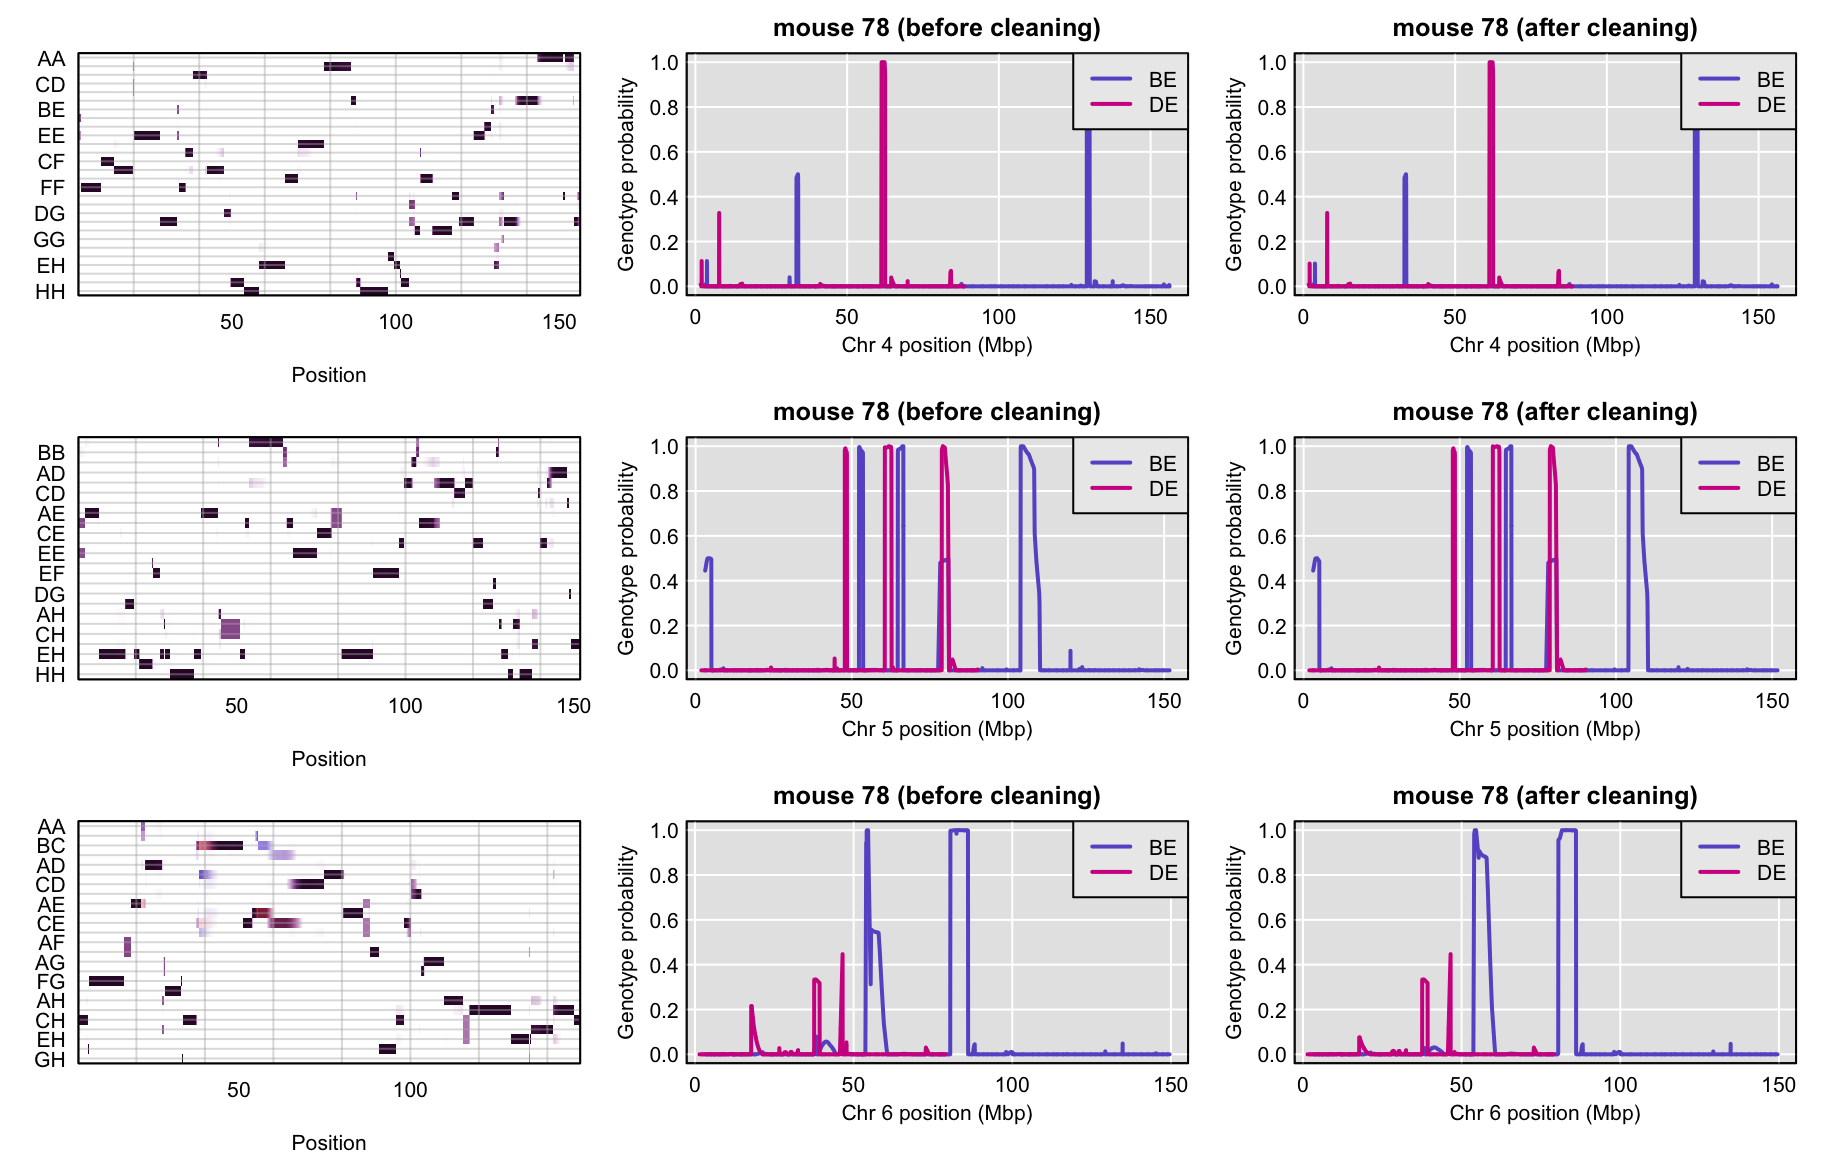 AA
CD
BE
EE
CF
FF
DG
GG
EH
HH
50 100 150
Position
mouse 78 (before cleaning)
Genotype probability
1.0
0.8
0.6
0.4
0.2
0.0
BE
DE
0 50 100 150
Chr 4 position (Mbp)
mouse 78 (after cleaning)
Genotype probability
1.0
0.8
0.6
0.4
0.2
0.0
BE
DE
0 50 100 150
Chr 4 position (Mbp)
BB
AD
CD
AE
CE
EE
EF
DG
AH
CH
EH
HH
50 100 150
Position
mouse 78 (before cleaning)
Genotype probability
1.0
0.8
0.6
0.4
0.2
0.0
BE
DE
0 50 100 150
Chr 5 position (Mbp)
mouse 78 (after cleaning)
Genotype probability
1.0
0.8
0.6
0.4
0.2
0.0
BE
DE
0 50 100 150
Chr 5 position (Mbp)
AA
BC
AD
CD
AE
CE
AF
AG
FG
AH
CH
EH
GH
50 100
Position
mouse 78 (before cleaning)
Genotype probability
1.0
0.8
0.6
0.4
0.2
0.0
BE
DE
0 50 100 150
Chr 6 position (Mbp)
mouse 78 (after cleaning)
Genotype probability
1.0
0.8
0.6
0.4
0.2
0.0
BE
DE
0 50 100 150
Chr 6 position (Mbp)